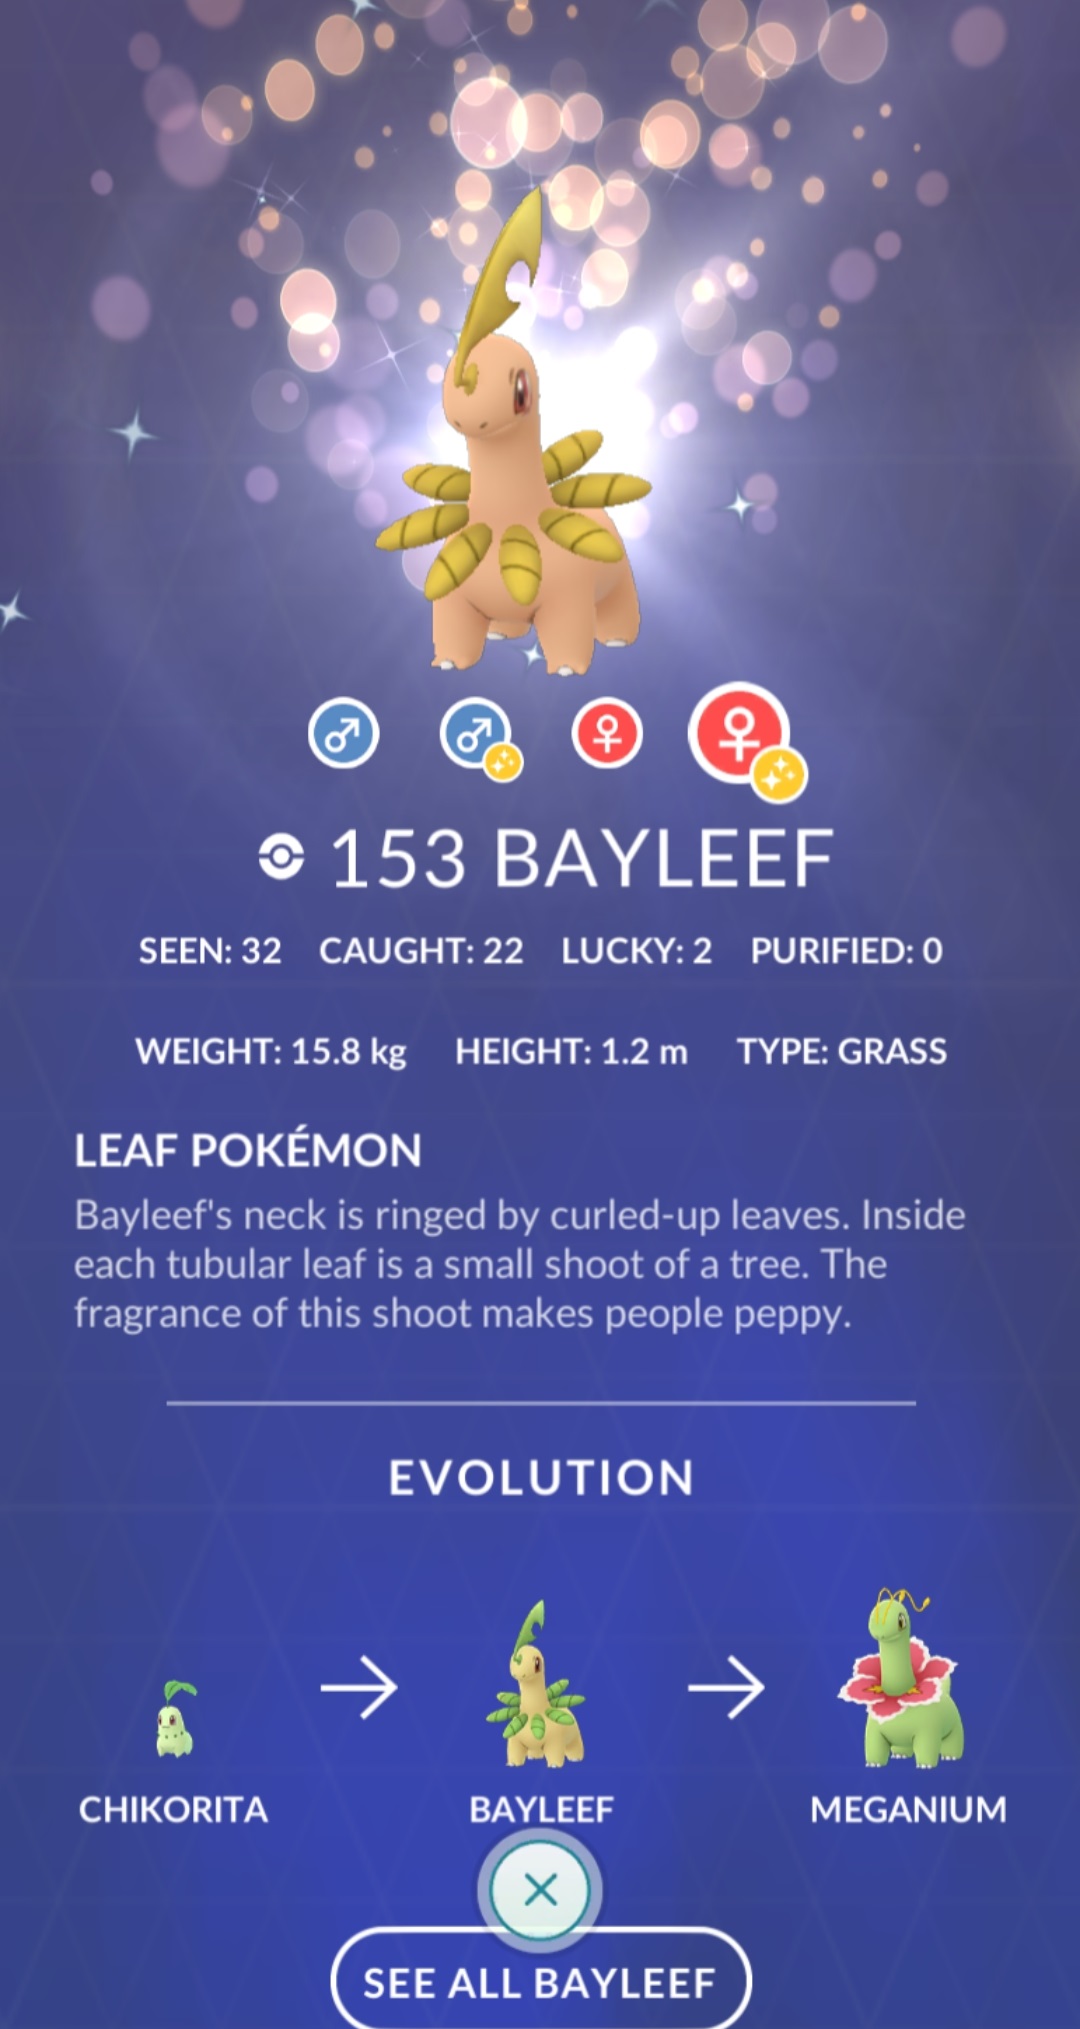 153 BAYLEEF
SEEN: 32 CAUGHT: 22 LUCKY: 2 PURIFIED: 0
WEIGHT: 15.8 kg HEIGHT: 1.2 m TYPE: GRASS
LEAF POKÉMON
Bayleef's neck is ringed by curled-up leaves. Inside
each tubular leaf is a small shoot of a tree. The
fragrance of this shoot makes people peppy.
EVOLUTION
CHIKORITA BAYLEEF MEGANIUM
SEE ALL BAYLEEF